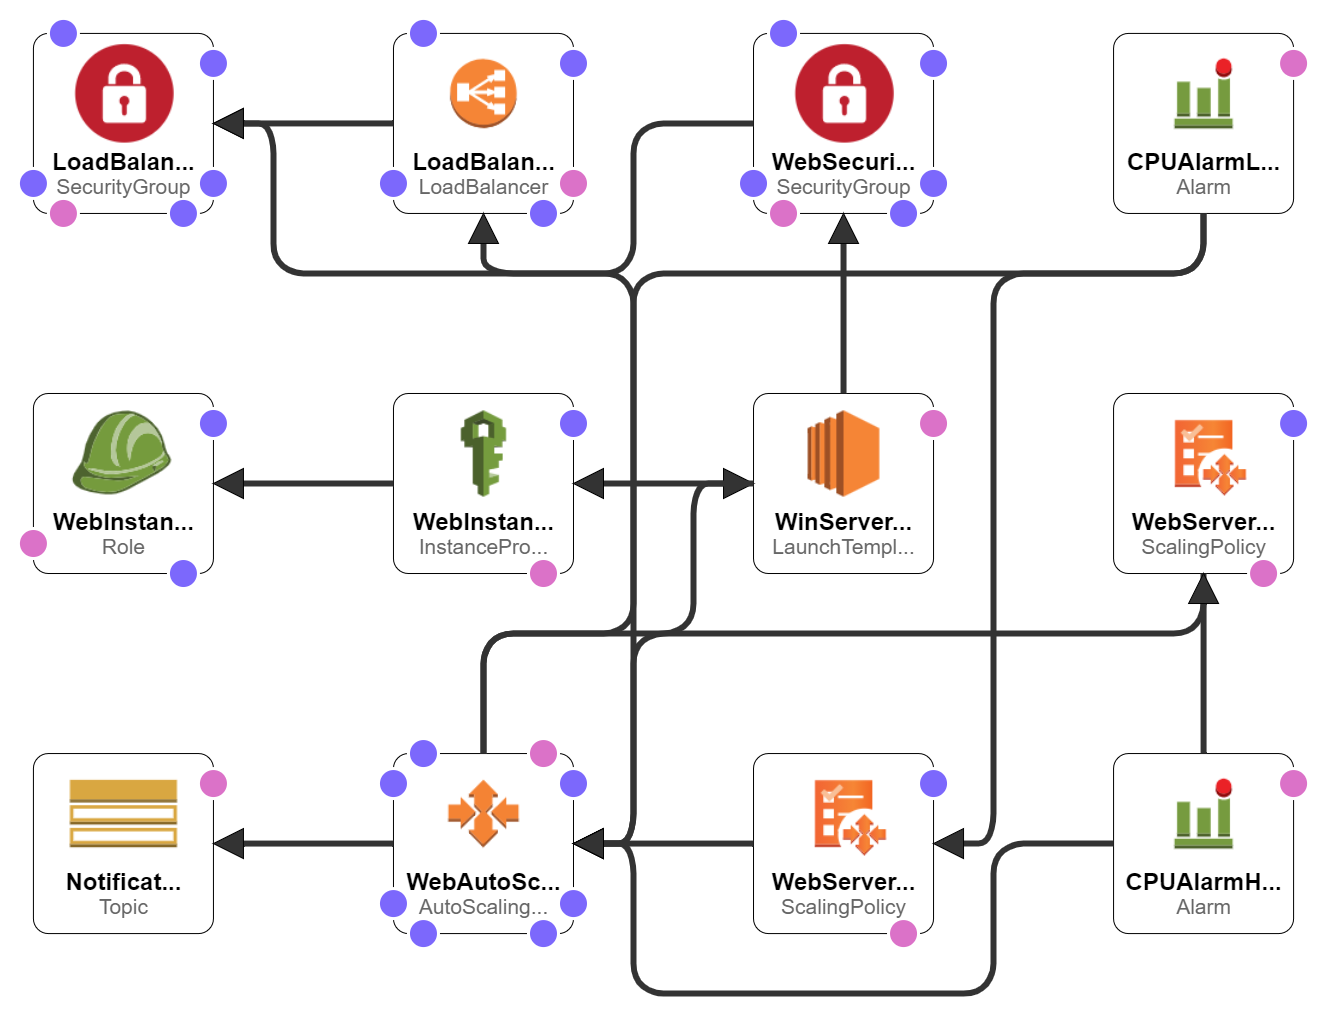 LoadBalan...
SecurityGroup
LoadBalan...
LoadBalancer
WebSecuri...
SecurityGroup
CPUAlarmL...
Alarm
WebInstan...
Role
WebInstan...
InstancePro...
WinServer...
LaunchTempl...
WebServer...
ScalingPolicy
Notificat...
Topic
WebAutoSc...
AutoScaling...
WebServer...
ScalingPolicy
CPUAlarmH...
Alarm